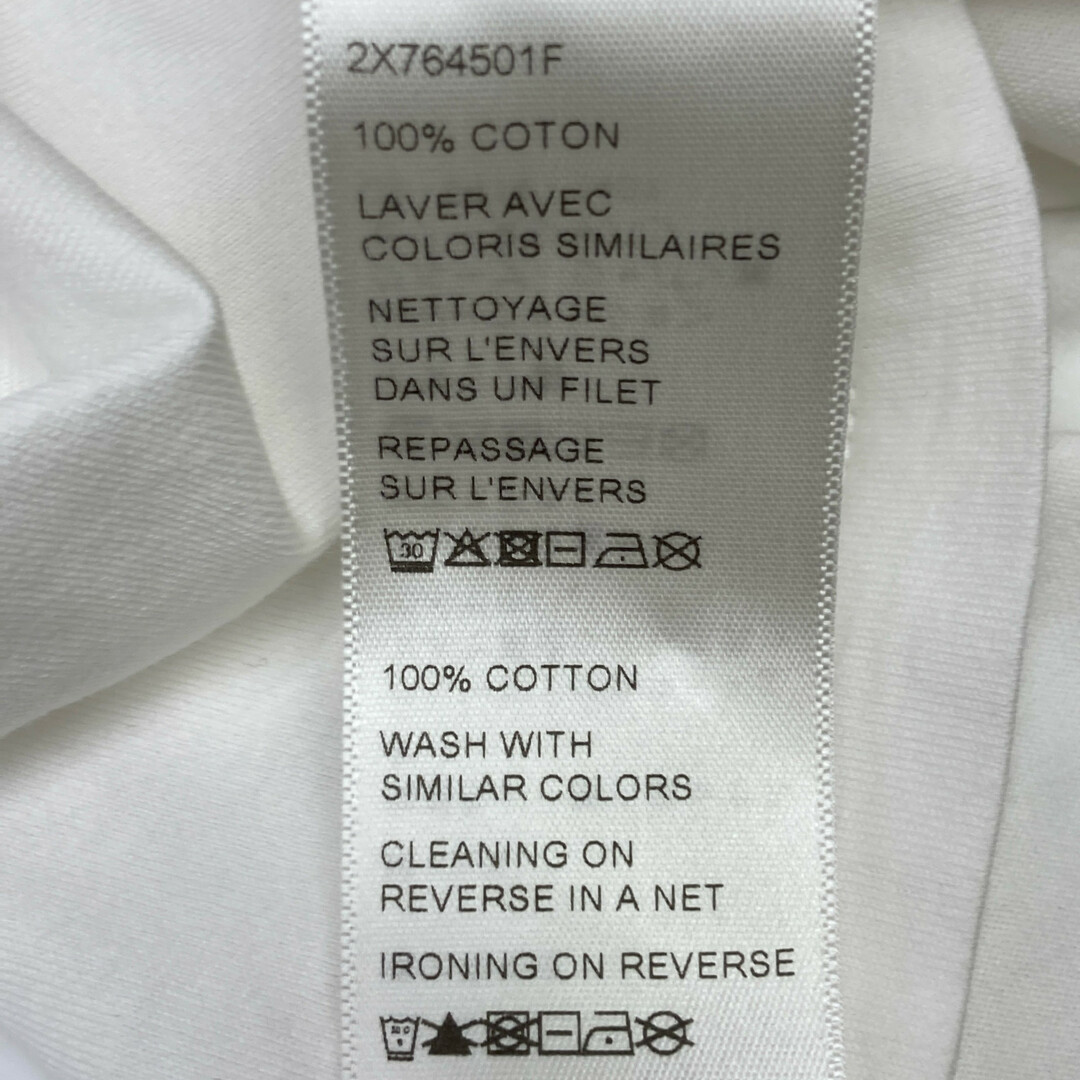 2X764501F
100% COTON
LAVER AVEC
COLORIS SIMILAIRES
NETTOYAGE
SUR L'ENVERS
DANS UN FILET
REPASSAGE
SUR L'ENVERS
30
100% COTTON
WASH WITH
SIMILAR COLORS
CLEANING ON
REVERSE IN A NET
IRONING ON REVERSE